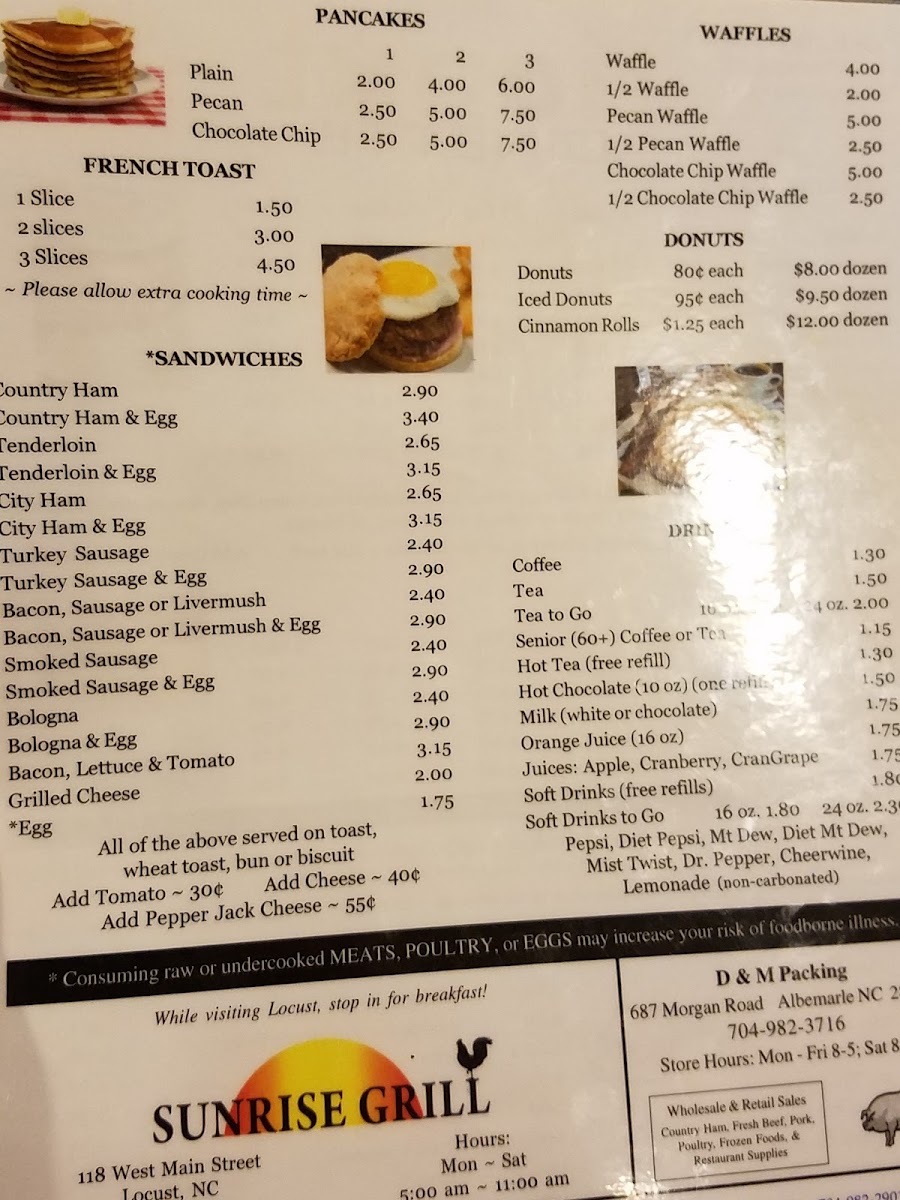 PANCAKES
1 2 3
Plain 2.00 4.00 6.00
Pecan 2.50 5.00 7.50
Chocolate Chip 2.50 5.00 7.50
FRENCH TOAST
1 Slice 1.50
2 slices 3.00
3 Slices 4.50
~ Please allow extra cooking time ~
WAFFLES
Waffle 4.00
1/2 Waffle 2.00
Pecan Waffle 5.00
1/2 Pecan Waffle 2.50
Chocolate Chip Waffle 5.00
1/2 Chocolate Chip Waffle 2.50
DONUTS
Donuts 80¢ each $8.00 dozen
Iced Donuts 95¢ each $9.50 dozen
Cinnamon Rolls $1.25 each $12.00 dozen
*SANDWICHES
Country Ham 2.90
Country Ham & Egg 3.40
Tenderloin 2.65
Tenderloin & Egg 3.15
City Ham 2.65
City Ham & Egg 3.15
Turkey Sausage 2.40
Turkey Sausage & Egg 2.90
Bacon, Sausage or Livermush 2.40
Bacon, Sausage or Livermush & Egg 2.90
Smoked Sausage 2.40
Smoked Sausage & Egg 2.90
Bologna 2.40
Bologna & Egg 2.90
Bacon, Lettuce & Tomato 3.15
Grilled Cheese 2.00
*Egg 1.75
All of the above served on toast,
wheat toast, bun or biscuit
Add Tomato ~ 30¢ Add Cheese ~ 40¢
Add Pepper Jack Cheese ~ 55¢
Coffee 1.30
Tea 1.50
Tea to Go 24 oz. 2.00
Senior (60+) Coffee or Tea 1.15
Hot Tea (free refill) 1.30
Hot Chocolate (10 oz) (one refill) 1.50
Milk (white or chocolate) 1.75
Orange Juice (16 oz) 1.75
Juices: Apple, Cranberry, CranGrape 1.75
Soft Drinks (free refills) 1.80
Soft Drinks to Go 16 oz. 1.80 24 oz.
Pepsi, Diet Pepsi, Mt Dew, Diet Mt Dew,
Mist Twist, Dr. Pepper, Cheerwine,
Lemonade (non-carbonated)
* Consuming raw or undercooked MEATS, POULTRY, or EGGS may increase your risk of foodborne illness.
While visiting Locust, stop in for breakfast!
SUNRISE GRILL
118 West Main Street
Locust, NC
Hours:
Mon ~ Sat
5:00 am ~ 11:00 am
D & M Packing
687 Morgan Road Albemarle NC
704-982-3716
Store Hours: Mon - Fri 8-5; Sat 8
Wholesale & Retail Sales
Country Ham, Fresh Beef, Pork,
Poultry, Frozen Foods, &
Restaurant Supplies